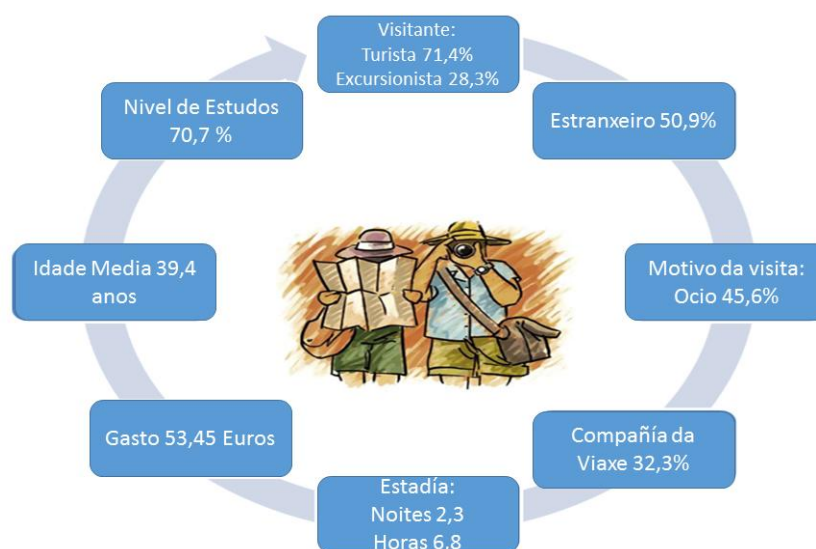 Visitante:
Turista 71,4%
Excursionista 28,3%
Estranxeiro 50,9%
Motivo da visita:
Ocio 45,6%
Compañía da
Viaxe 32,3%
Estadía:
Noites 2,3
Horas 6,8
Gasto 53,45 Euros
Idade Media 39,4
anos
Nivel de Estudos
70,7 %